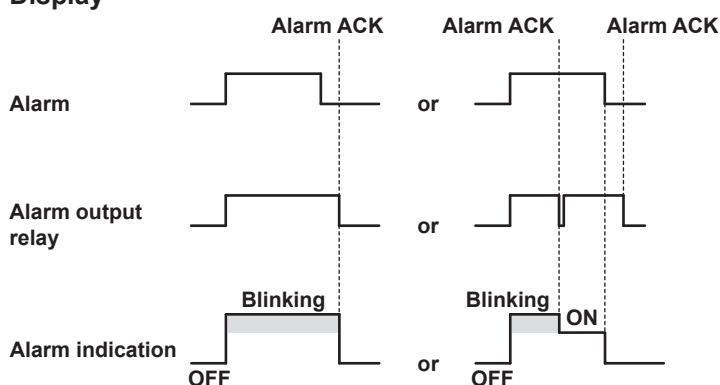 Display
Alarm ACK Alarm ACK Alarm ACK
Alarm or
Alarm output
relay
or
Blinking Blinking
ON
Alarm indication or
OFF OFF